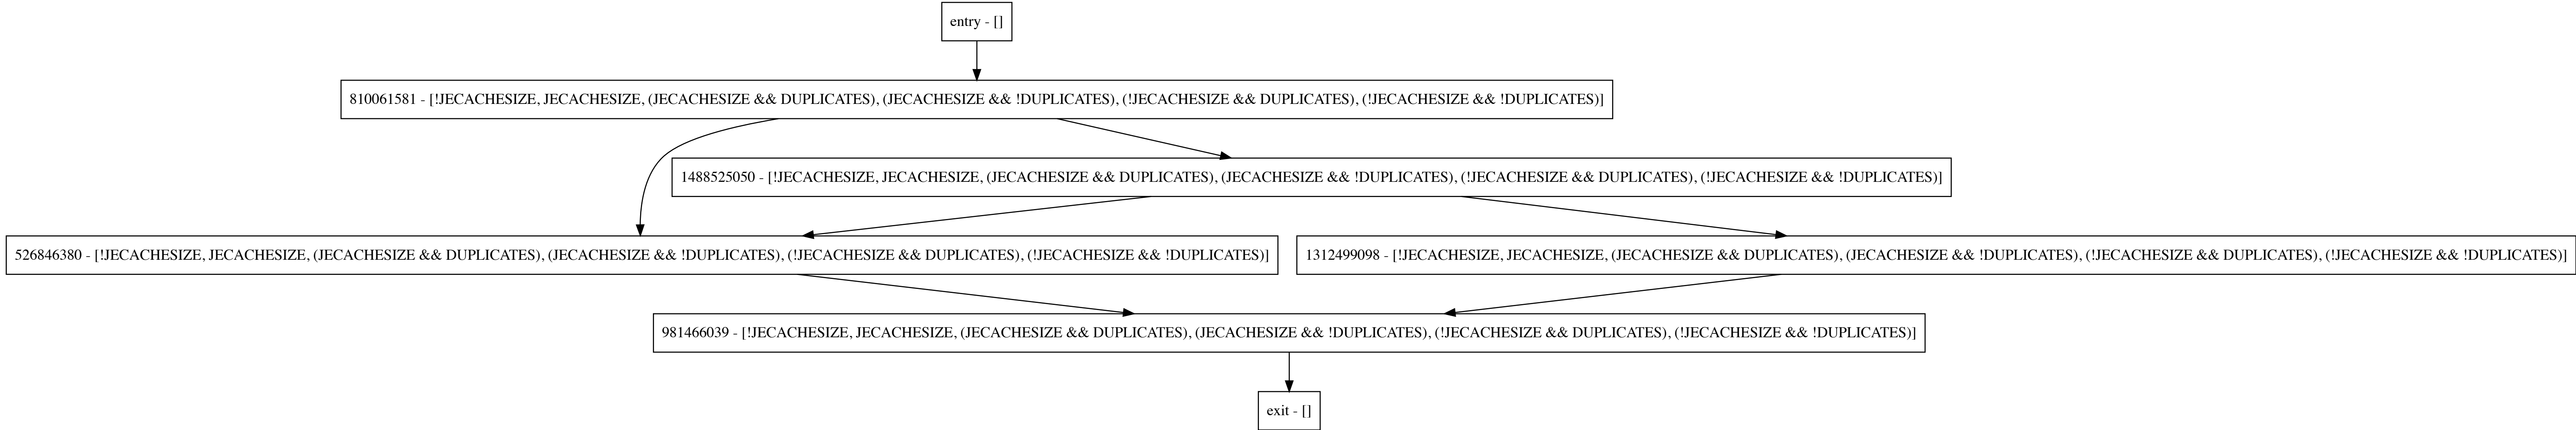 entry - []
810061581 - [!JECACHESIZE, JECACHESIZE, (JECACHESIZE && DUPLICATES), (JECACHESIZE && !DUPLICATES), (!JECACHESIZE && DUPLICATES), (!JECACHESIZE && !DUPLICATES)]
1488525050 - [!JECACHESIZE, JECACHESIZE, (JECACHESIZE && DUPLICATES), (JECACHESIZE && !DUPLICATES), (!JECACHESIZE && DUPLICATES), (!JECACHESIZE && !DUPLICATES)]
526846380 - [!JECACHESIZE, JECACHESIZE, (JECACHESIZE && DUPLICATES), (JECACHESIZE && !DUPLICATES), (!JECACHESIZE && DUPLICATES), (!JECACHESIZE && !DUPLICATES)]
1312499098 - [!JECACHESIZE, JECACHESIZE, (JECACHESIZE && DUPLICATES), (JECACHESIZE && !DUPLICATES), (!JECACHESIZE && DUPLICATES), (!JECACHESIZE && !DUPLICATES)]
981466039 - [!JECACHESIZE, JECACHESIZE, (JECACHESIZE && DUPLICATES), (JECACHESIZE && !DUPLICATES), (!JECACHESIZE && DUPLICATES), (!JECACHESIZE && !DUPLICATES)]
exit - []